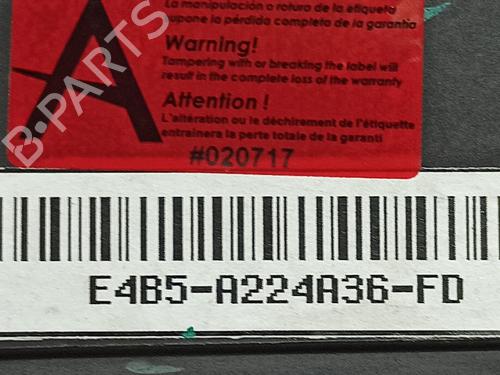 La manipulación o rotura de la etiqueta
supone la pérdida completa de la garantía
Warning!
Tampering with or breaking the label will
result in the complete loss of the warranty
Attention !
L'altération ou le déchirement de l'étiquette
entraînera la perte totale de la garanti
#020717
A
B-PARTS
E4B5-A224A36-FD